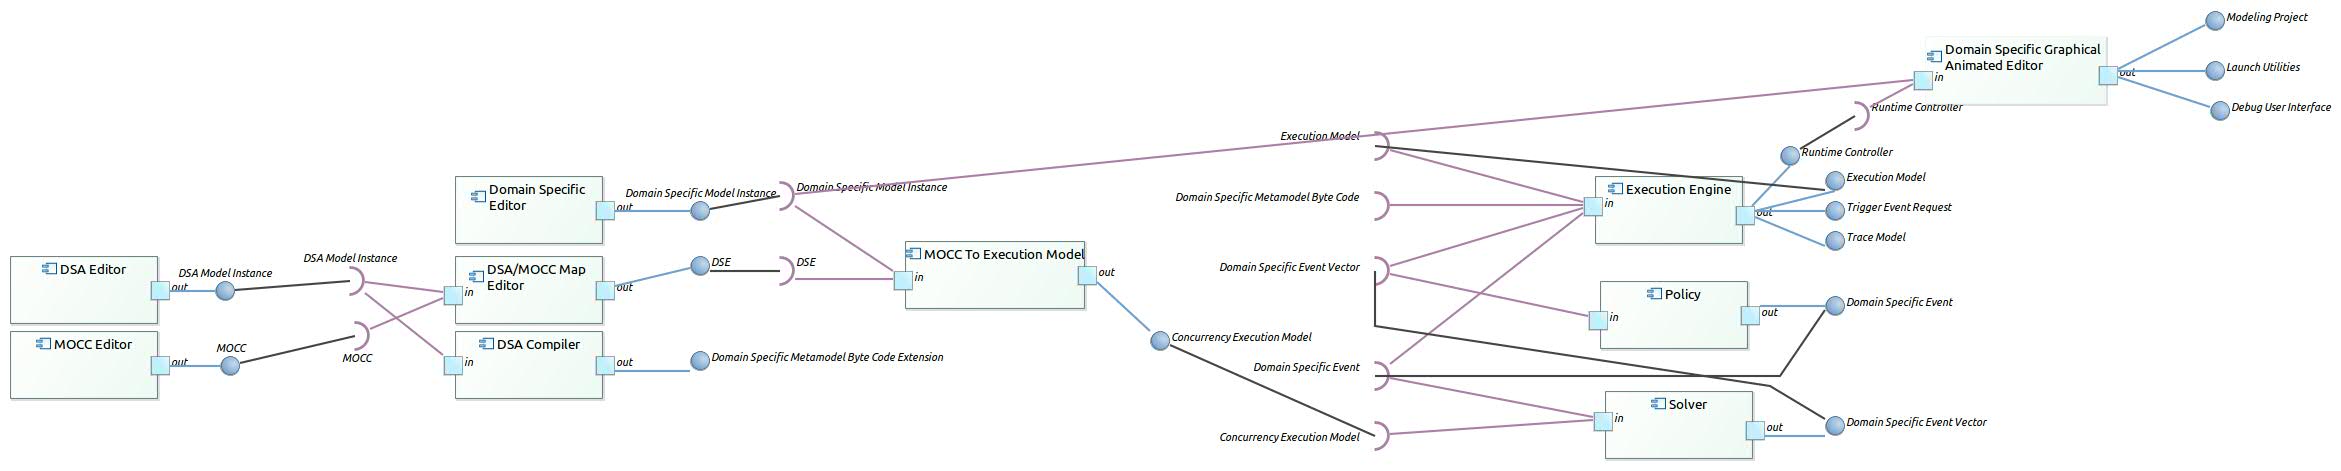 Modeling Project
Domain Specific Graphical
Animated Editor
in
out
Launch Utilities
Debug User Interface
Runtime Controller
Execution Model
Runtime Controller
Domain Specific
Editor
out
Domain Specific Model Instance
Domain Specific Model Instance
Domain Specific Metamodel Byte Code
Execution Engine
in
out
Execution Model
Trigger Event Request
Trace Model
DSA Editor
out
DSA Model Instance
DSA Model Instance
DSA/MOCC Map
Editor
in
out
DSE
DSE
MOCC To Execution Model
in
out
Domain Specific Event Vector
Policy
in
out
Domain Specific Event
MOCC Editor
out
MOCC
MOCC
DSA Compiler
in
out
Domain Specific Metamodel Byte Code Extension
Concurrency Execution Model
Domain Specific Event
Concurrency Execution Model
Solver
in
out
Domain Specific Event Vector